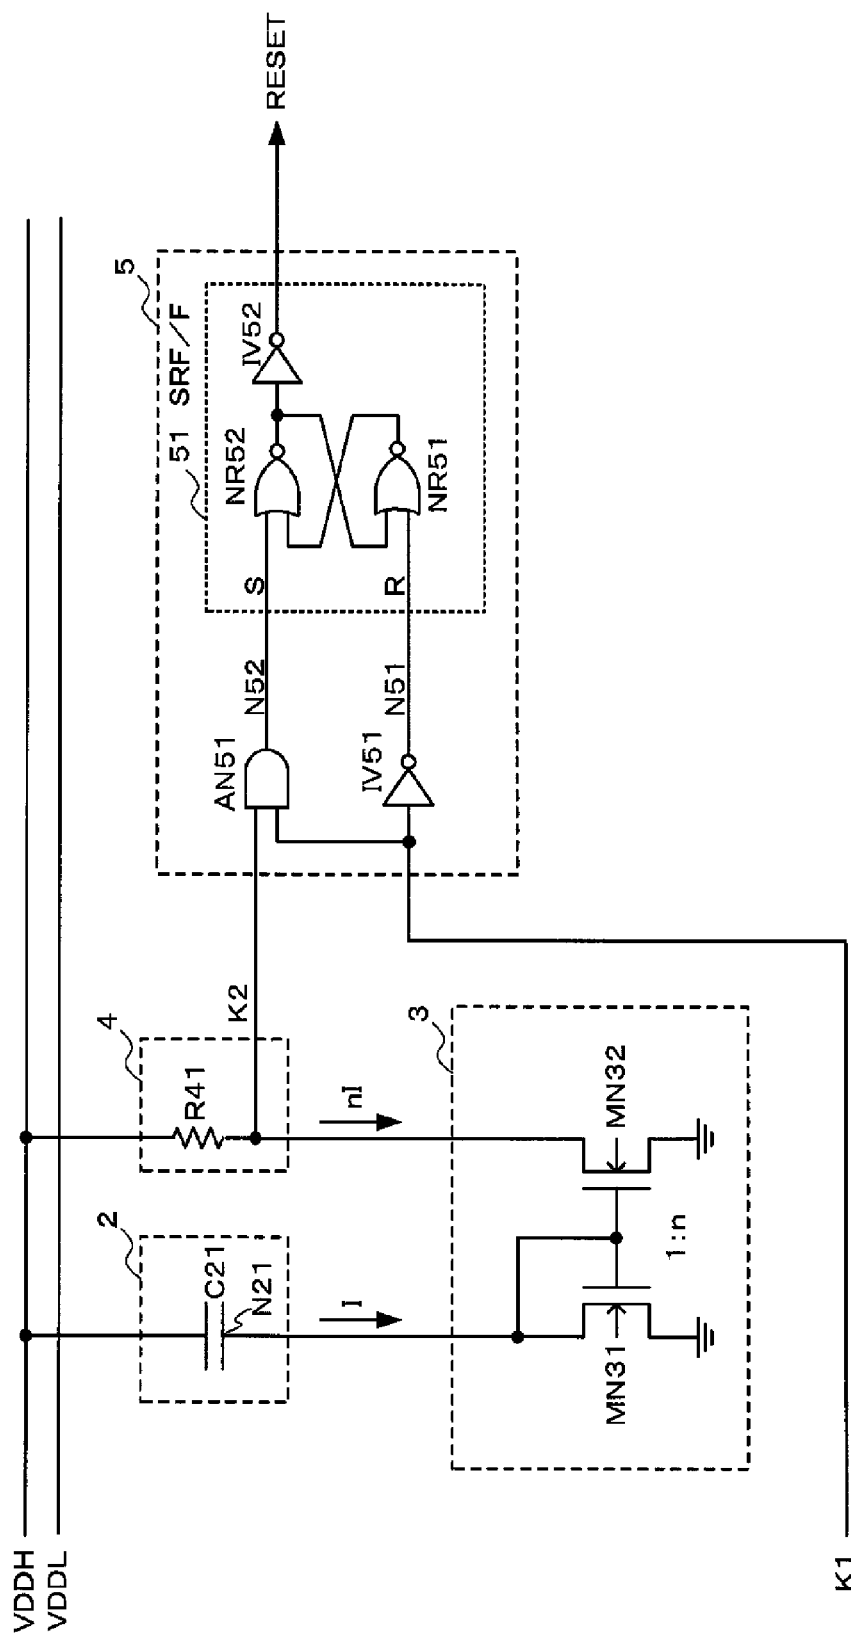 VDDH
VDDL
2
C21
N21
I
4
R41
K2
nI
3
MN31
MN32
1:n
K1
5
51 SRF/F
AN51
N52
S
NR52
IV52
RESET
IV51
N51
R
NR51